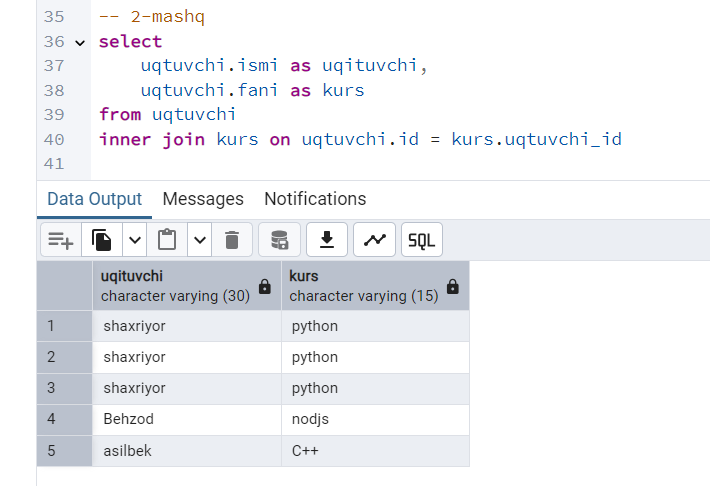 35 -- 2-mashq
36 select
37 uqtuvchi.ismi as uqituvchi,
38 uqtuvchi.fani as kurs
39 from uqtuvchi
40 inner join kurs on uqtuvchi.id = kurs.uqtuvchi_id
41
Data Output Messages Notifications
SQL
uqituvchi kurs
character varying (30) character varying (15)
1 shaxriyor python
2 shaxriyor python
3 shaxriyor python
4 Behzod nodjs
5 asilbek C++